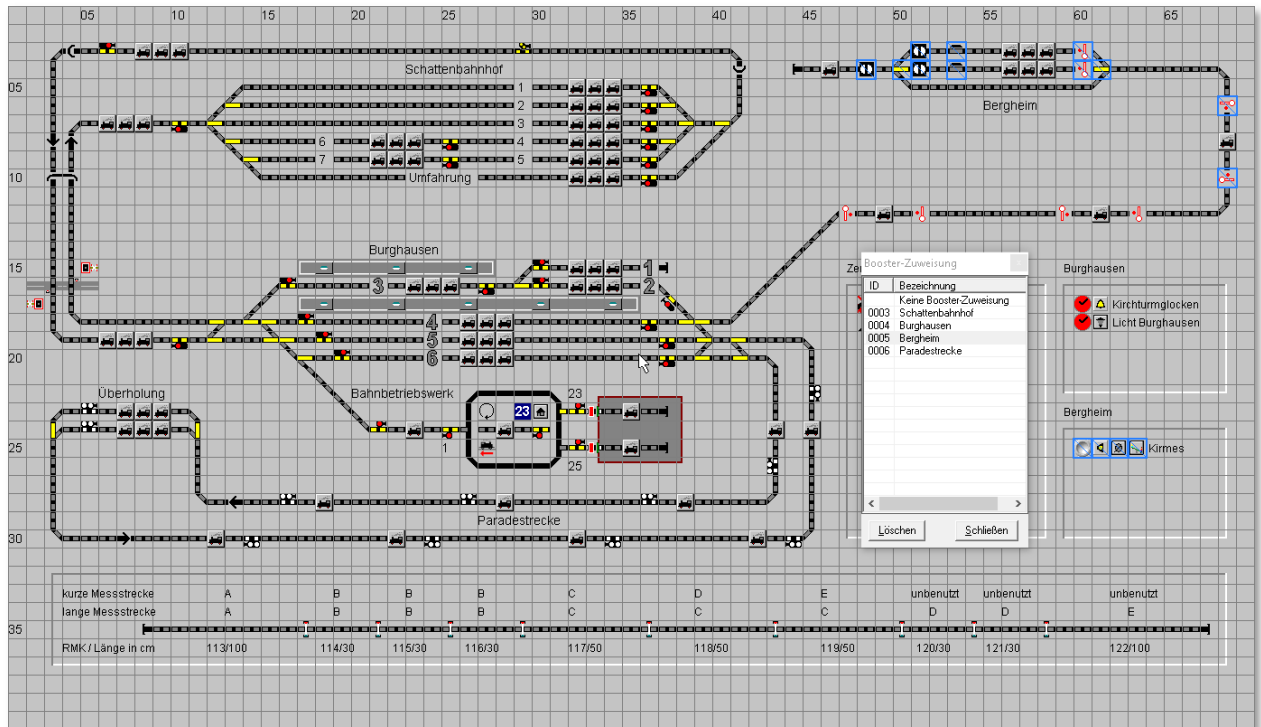 05 10 15 20 25 30 35 40 45 50 55 60 65
Schattenbahnhof
05
1
2
Bergheim
3
6 4
7 5
10
Umfahrung
Burghausen
15
1
3 2
4
5
20
6
Booster-Zuweisung
ID Bezeichnung
Keine Booster-Zuweisung
0003 Schattenbahnhof
0004 Burghausen
0005 Bergheim
0006 Paradestrecke
Löschen Schließen
Burghausen
Kirchturmglocken
Licht Burghausen
Bergheim
Kirmes
Überholung
Bahnbetriebswerk
23
23
25
1
25
Paradestrecke
30
kurze Messstrecke A B B B C D E unbenutzt unbenutzt unbenutzt
lange Messstrecke A B B B C C C D D E
35
RMK / Länge in cm 113/100 114/30 115/30 116/30 117/50 118/50 119/50 120/30 121/30 122/100